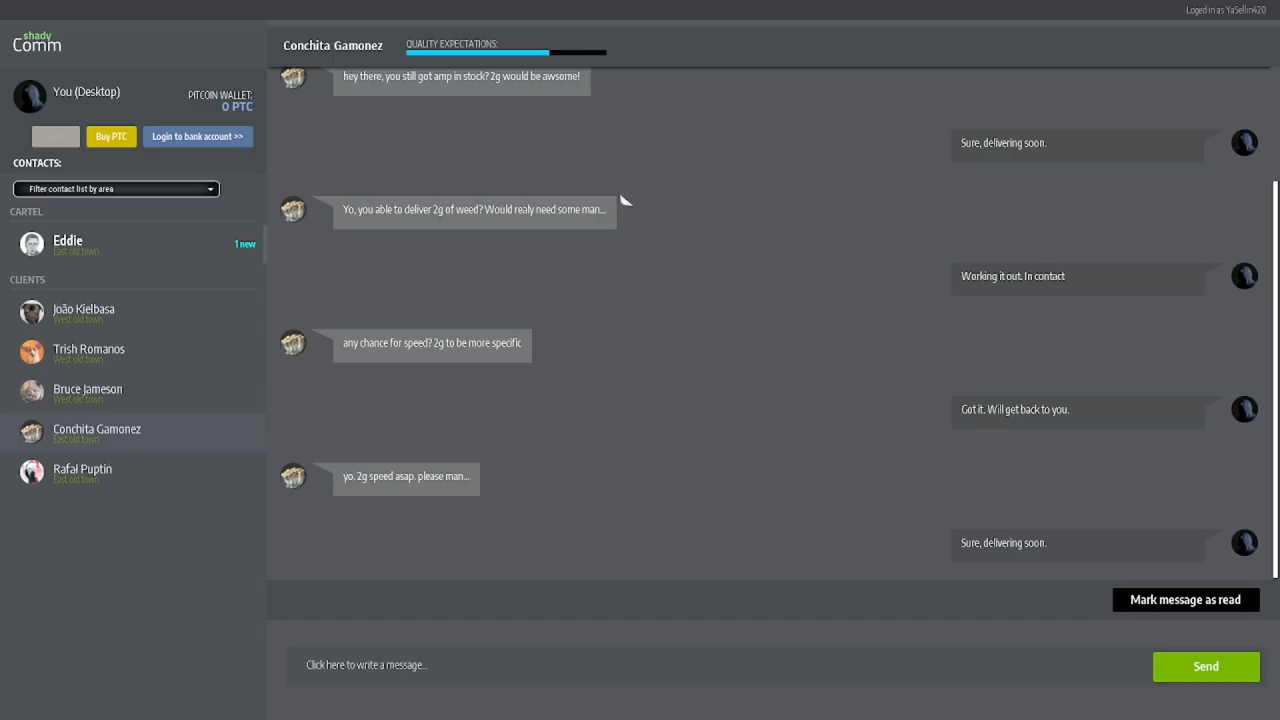 Loged in as YaSellin420
shady
Comm
You (Desktop)
PITCOIN WALLET:
0 PTC
Buy PTC
Login to bank account >>
CONTACTS:
Filter contact list by area
CARTEL
Eddie
East old town
1 new
CLIENTS
João Kielbasa
West old town
Trish Romanos
West old town
Bruce Jameson
West old town
Conchita Gamonez
East old town
Rafał Puptin
East old town
Conchita Gamonez
QUALITY EXPECTATIONS:
hey there, you still got amp in stock? 2g would be awsome!
Sure, delivering soon.
Yo, you able to deliver 2g of weed? Would realy need some man...
Working it out. In contact
any chance for speed? 2g to be more specific
Got it. Will get back to you.
yo. 2g speed asap. please man...
Sure, delivering soon.
Mark message as read
Click here to write a message...
Send